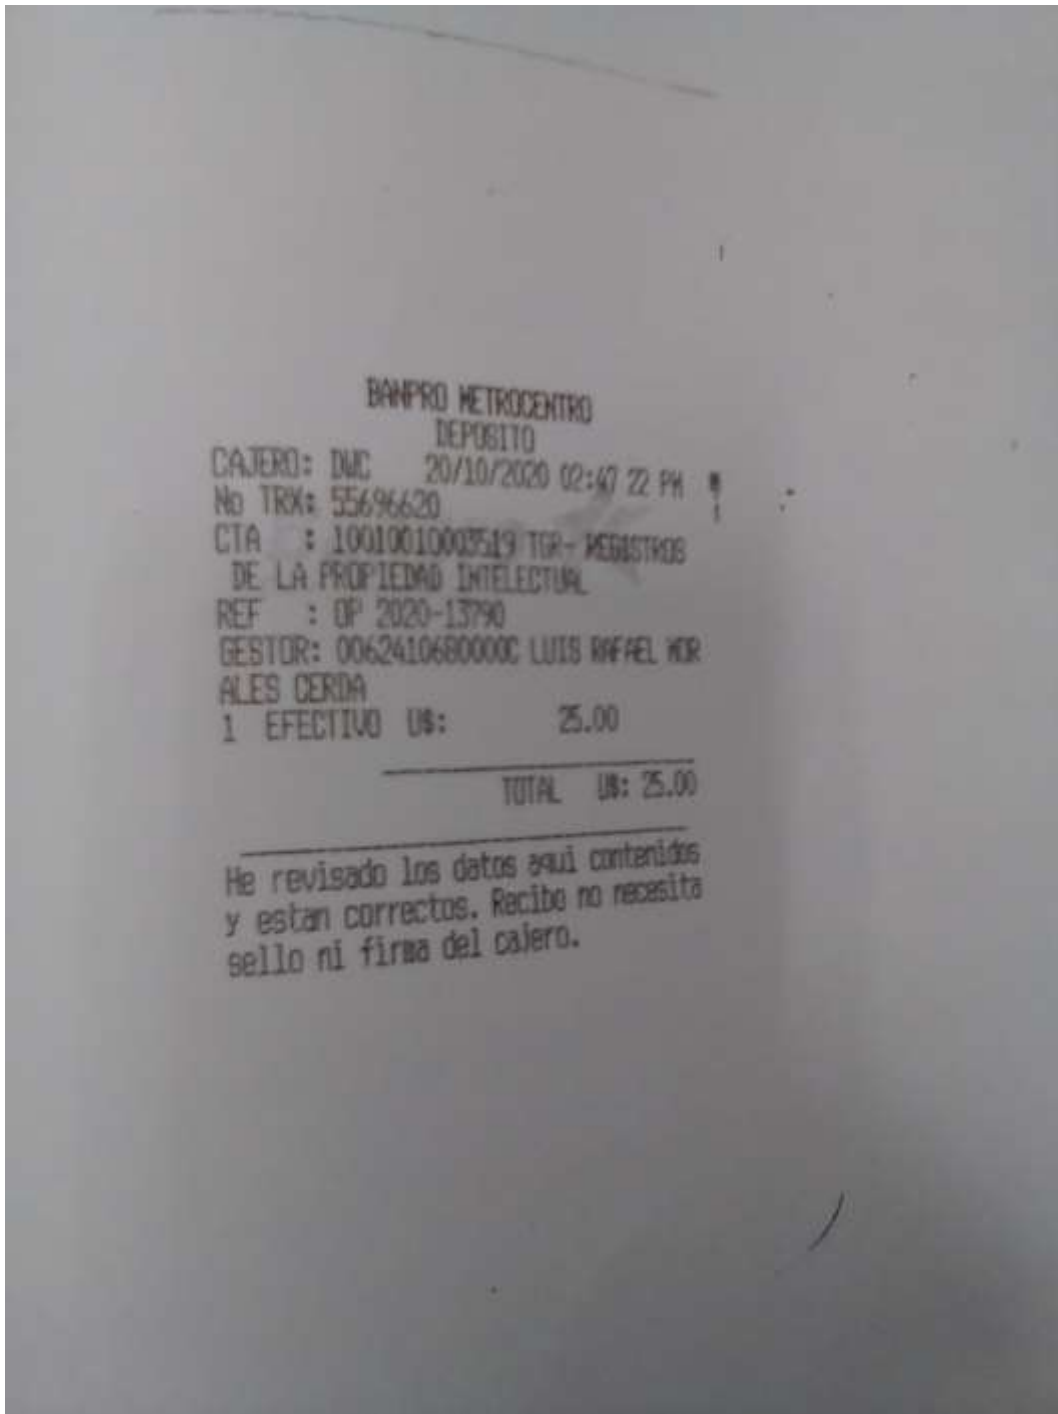 BANPRO METROCENTRO
DEPOSITO
CAJERO: DWC 20/10/2020 02:47 22 PM
No TRX: 55696620
CTA : 10010010003519 TGR- REGISTROS
DE LA PROPIEDAD INTELECTUAL
REF : OP 2020-13790
GESTOR: 0062410680000C LUIS RAFAEL MOR
ALES CERDA
1 EFECTIVO U$: 25.00
TOTAL U$: 25.00
He revisado los datos aqui contenidos
y estan correctos. Recibo no necesita
sello ni firma del cajero.